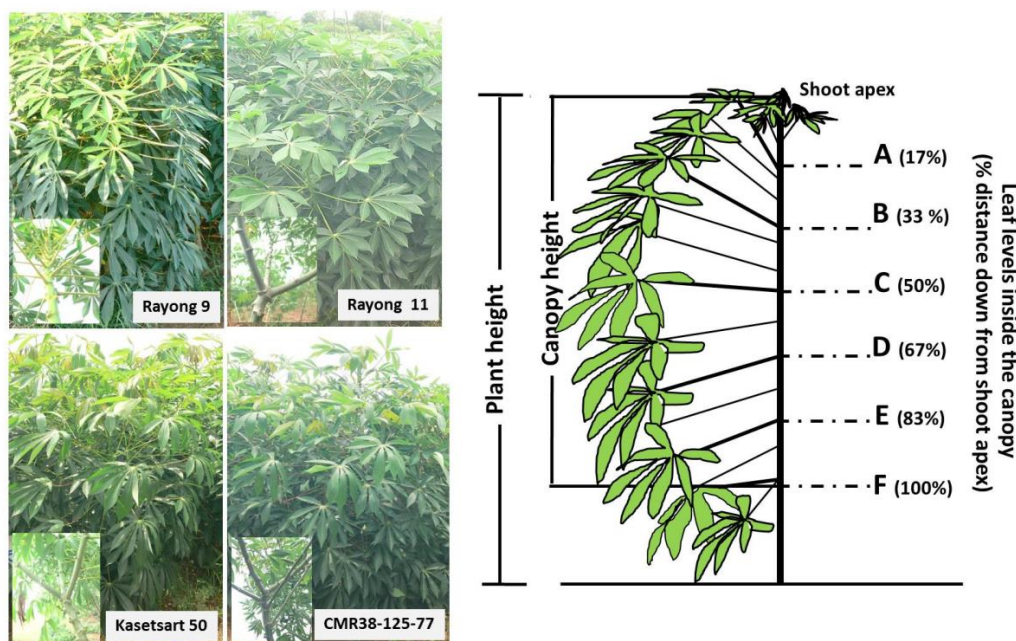 Rayong 9
Rayong 11
Kasetsart 50
CMR38-125-77
Plant height
Canopy height
Shoot apex
A (17%)
B (33 %)
C (50%)
D (67%)
E (83%)
F (100%)
Leaf levels inside the canopy
(% distance down from shoot apex)